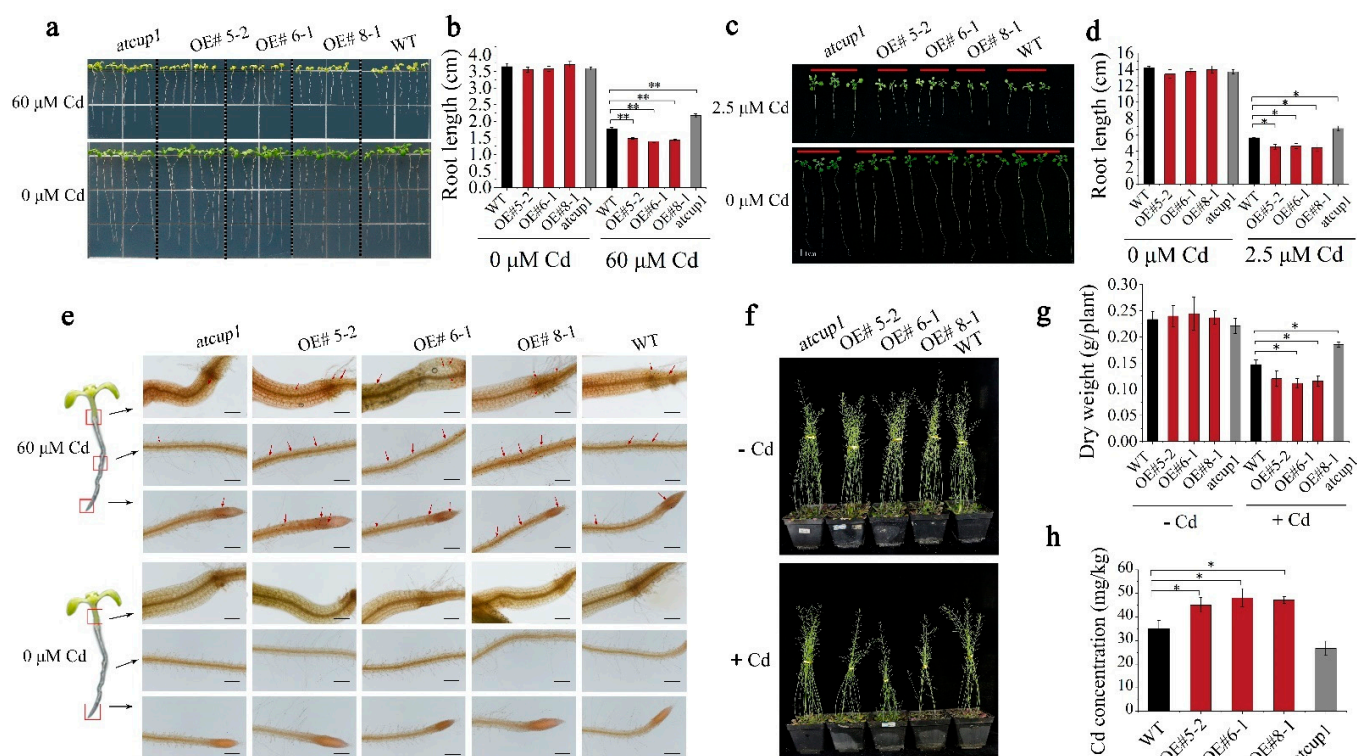 a
atcup1
OE# 5-2
OE# 6-1
OE# 8-1
WT
60 μM Cd
0 μM Cd
b
Root length (cm)
4.0
3.5
3.0
2.5
2.0
1.5
1.0
0.5
0.0
**
**
**
**
WT
OE#5-2
OE#6-1
OE#8-1
atcup1
WT
OE#5-2
OE#6-1
OE#8-1
atcup1
0 μM Cd
60 μM Cd
c
atcup1
OE# 5-2
OE# 6-1
OE# 8-1
WT
2.5 μM Cd
0 μM Cd
d
Root length (cm)
16
14
12
10
8
6
4
2
0
*
*
*
*
WT
OE#5-2
OE#6-1
OE#8-1
atcup1
WT
OE#5-2
OE#6-1
OE#8-1
atcup1
0 μM Cd
2.5 μM Cd
e
atcup1
OE# 5-2
OE# 6-1
OE# 8-1
WT
60 μM Cd
0 μM Cd
f
atcup1
OE# 5-2
OE# 6-1
OE# 8-1
WT
- Cd
+ Cd
g
Dry weight (g/plant)
0.30
0.25
0.20
0.15
0.10
0.05
0.00
*
*
*
WT
OE#5-2
OE#6-1
OE#8-1
atcup1
WT
OE#5-2
OE#6-1
OE#8-1
atcup1
- Cd
+ Cd
h
Cd concentration (mg/kg)
60
50
40
30
20
10
0
*
*
*
WT
OE#5-2
OE#6-1
OE#8-1
atcup1